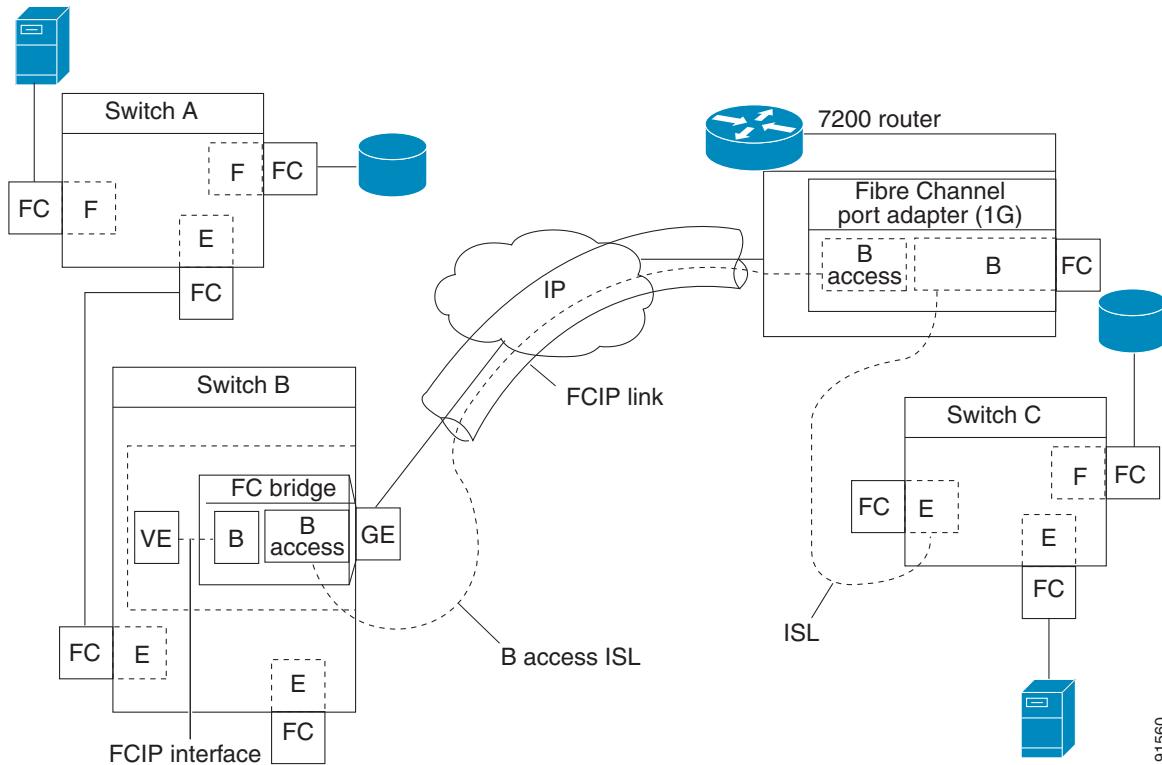 Switch A
F
FC
FC
F
E
FC
7200 router
Fibre Channel
port adapter (1G)
B
access
B
FC
IP
FCIP link
Switch B
FC bridge
VE
B
B
access
GE
FC
E
E
FC
FCIP interface
B access ISL
Switch C
F
FC
FC
E
E
FC
ISL
91560